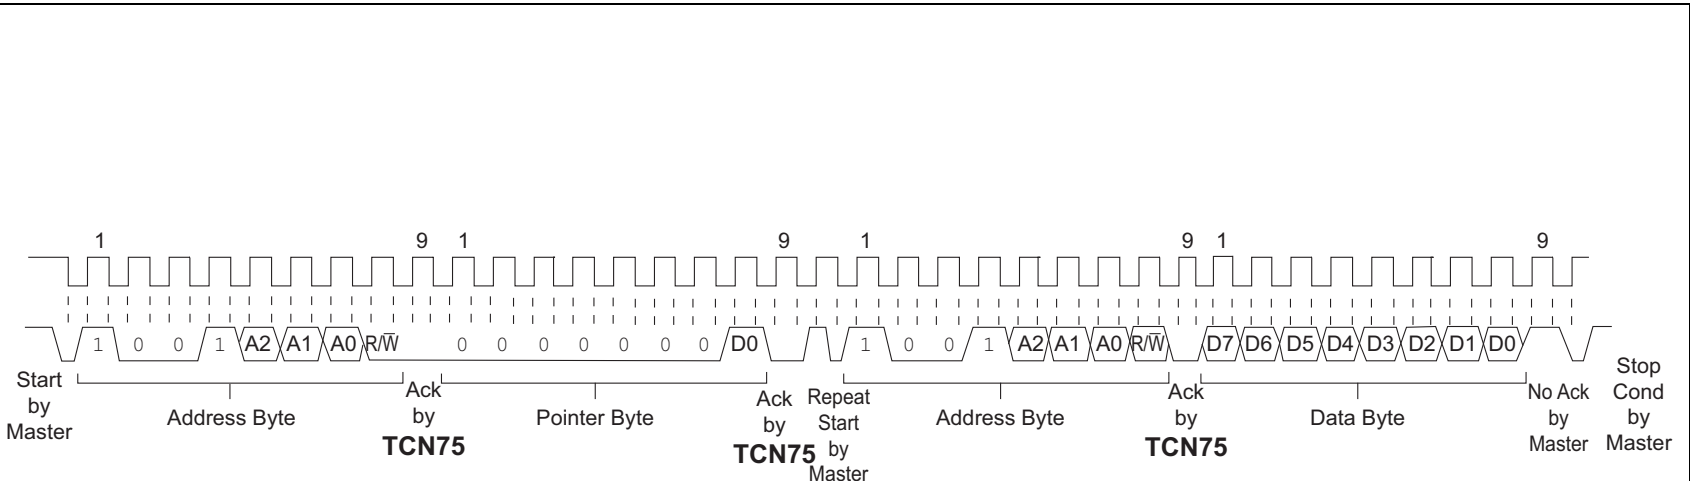 1 9 1 9 1 9 1 9
1 0 0 1 A2 A1 A0 R/W̅ 0 0 0 0 0 0 0 D0 1 0 0 1 A2 A1 A0 R/W̅ D7 D6 D5 D4 D3 D2 D1 D0
Start
by
Master
Address Byte
Ack
by
TCN75
Pointer Byte
Ack
by
TCN75
Repeat
Start
by
Master
Address Byte
Ack
by
TCN75
Data Byte
No Ack
by
Master
Stop
Cond
by
Master